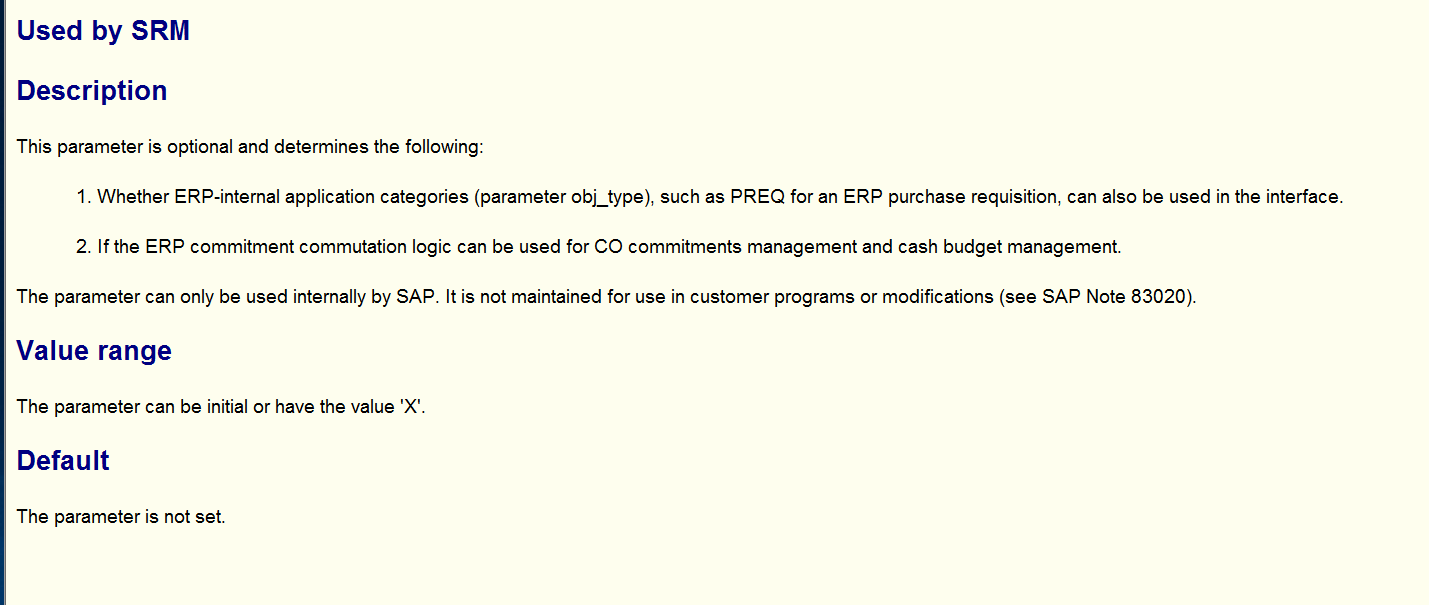 Used by SRM
Description
This parameter is optional and determines the following:
1. Whether ERP-internal application categories (parameter obj_type), such as PREQ for an ERP purchase requisition, can also be used in the interface.
2. If the ERP commitment commutation logic can be used for CO commitments management and cash budget management.
The parameter can only be used internally by SAP. It is not maintained for use in customer programs or modifications (see SAP Note 83020).
Value range
The parameter can be initial or have the value 'X'.
Default
The parameter is not set.